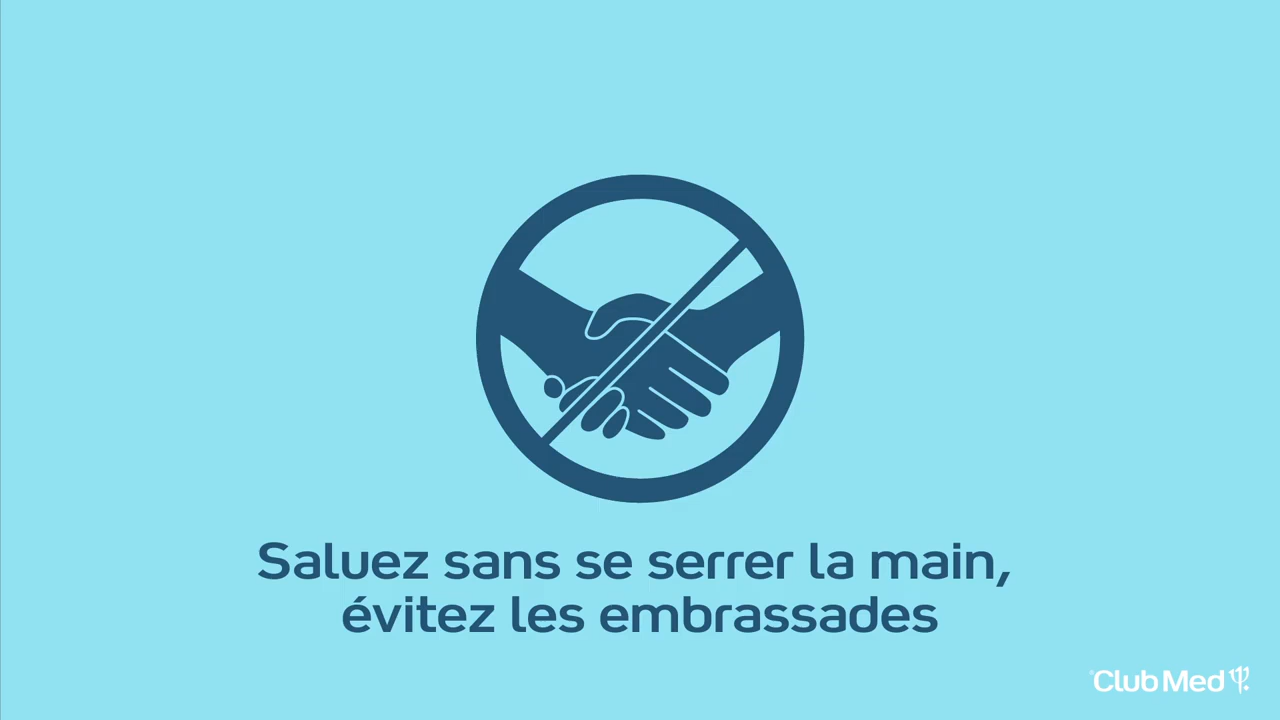 Saluez sans se serrer la main,
évitez les embrassades
Club Med